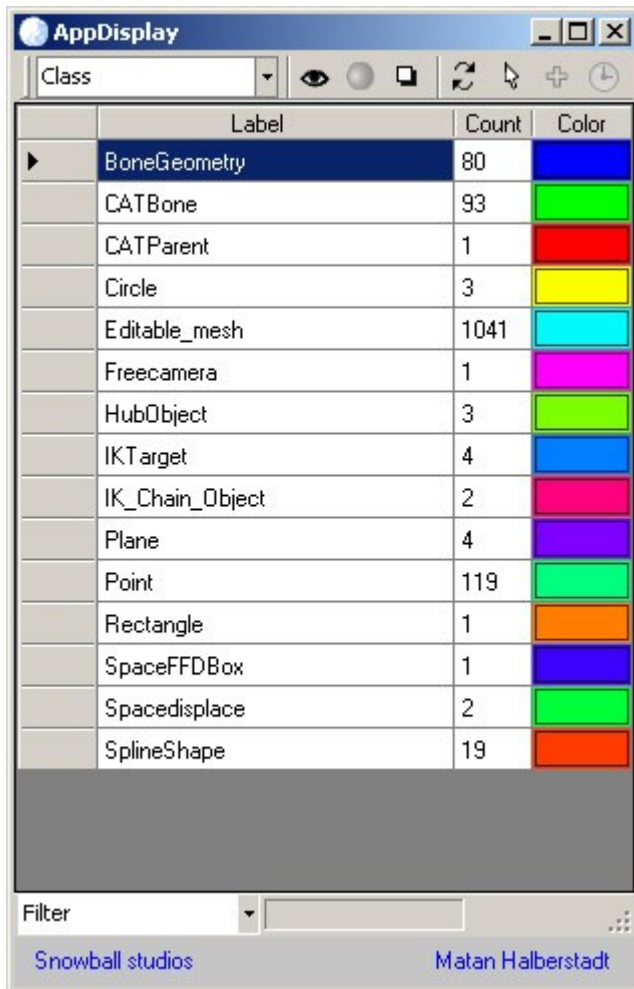 AppDisplay
Class
Label Count Color
BoneGeometry 80
CATBone 93
CATParent 1
Circle 3
Editable_mesh 1041
Freecamera 1
HubObject 3
IKTarget 4
IK_Chain_Object 2
Plane 4
Point 119
Rectangle 1
SpaceFFDBox 1
Spacedisplace 2
SplineShape 19
Filter
Snowball studios Matan Halberstadt